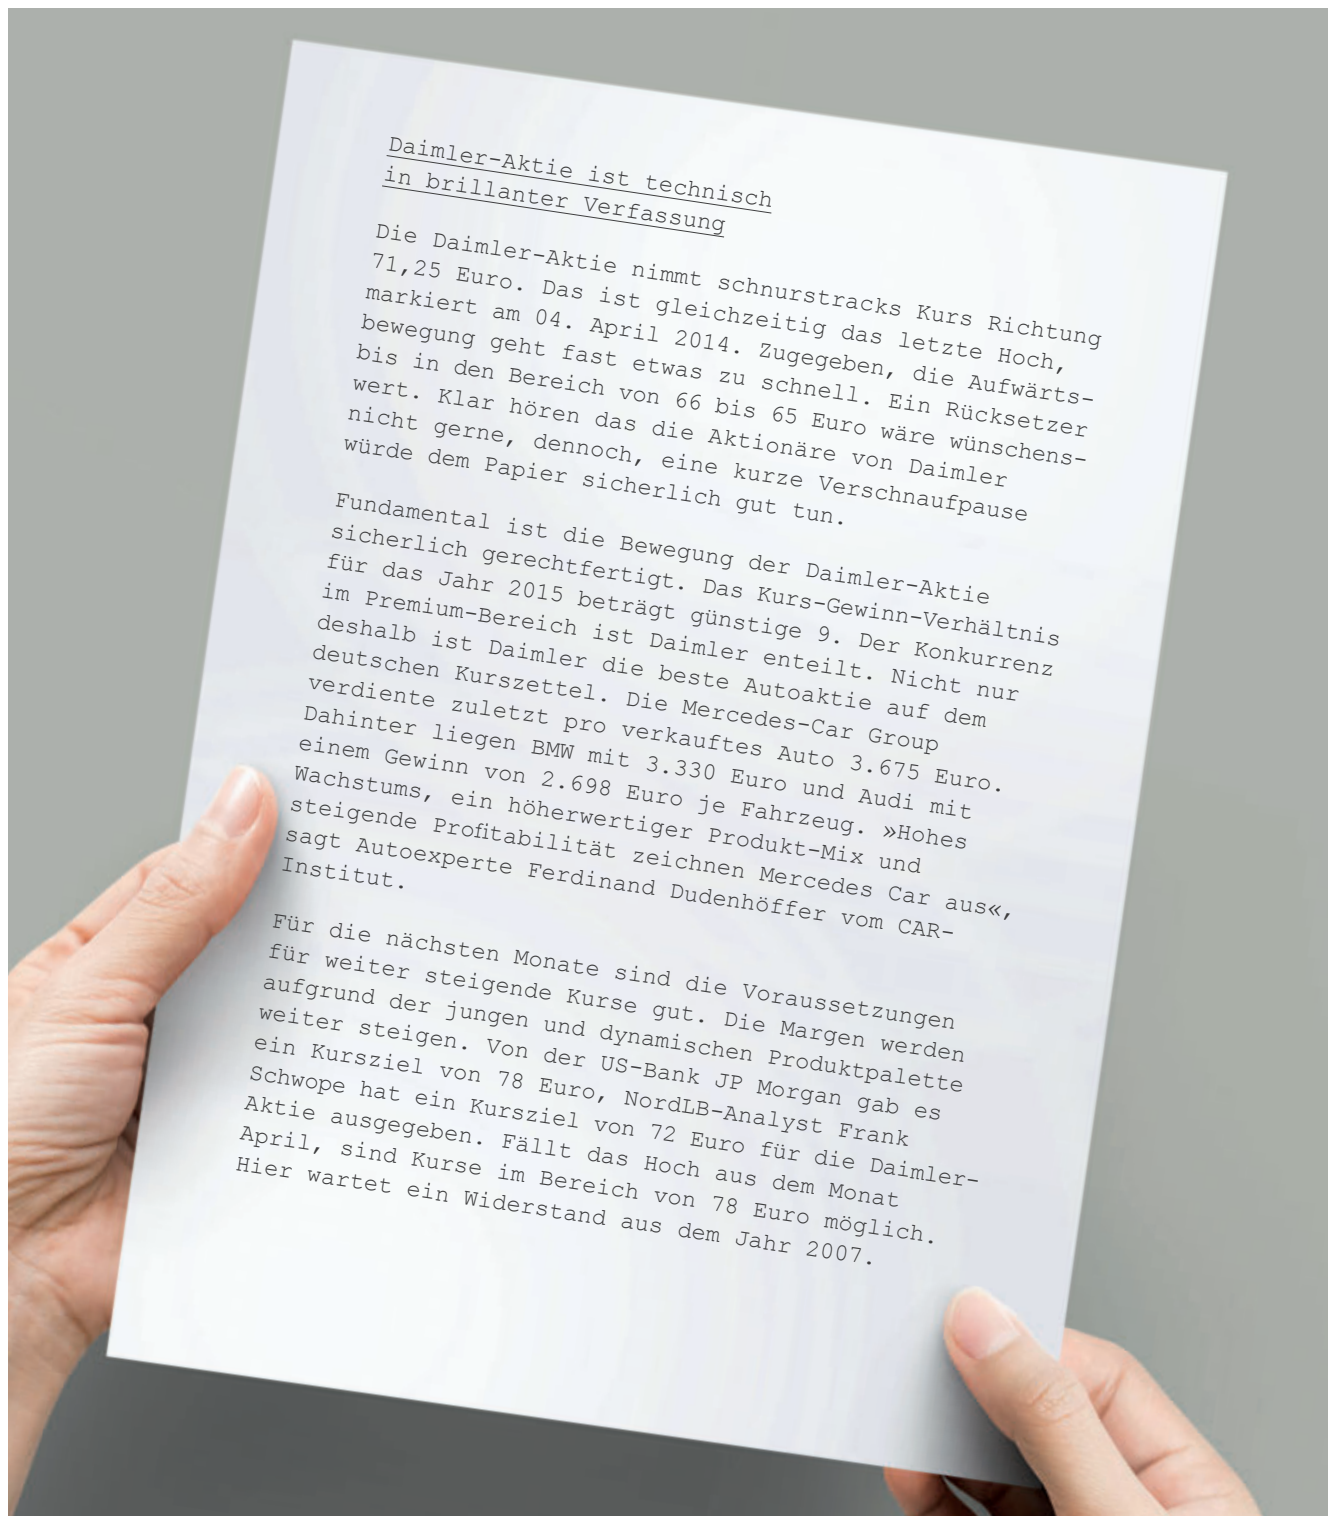 Daimler-Aktie ist technisch
in brillanter Verfassung
Die Daimler-Aktie nimmt schnurstracks Kurs Richtung
71,25 Euro. Das ist gleichzeitig das letzte Hoch,
markiert am 04. April 2014. Zugegeben, die Aufwärts-
bewegung geht fast etwas zu schnell. Ein Rücksetzer
bis in den Bereich von 66 bis 65 Euro wäre wünschens-
wert. Klar hören das die Aktionäre von Daimler
nicht gerne, dennoch, eine kurze Verschnaufpause
würde dem Papier sicherlich gut tun.
Fundamental ist die Bewegung der Daimler-Aktie
sicherlich gerechtfertigt. Das Kurs-Gewinn-Verhältnis
für das Jahr 2015 beträgt günstige 9. Der Konkurrenz
im Premium-Bereich ist Daimler enteilt. Nicht nur
deshalb ist Daimler die beste Autoaktie auf dem
deutschen Kurszettel. Die Mercedes-Car Group
verdiente zuletzt pro verkauftes Auto 3.675 Euro.
Dahinter liegen BMW mit 3.330 Euro und Audi mit
einem Gewinn von 2.698 Euro je Fahrzeug. »Hohes
Wachstums, ein höherwertiger Produkt-Mix und
steigende Profitabilität zeichnen Mercedes Car aus«,
sagt Autoexperte Ferdinand Dudenhöffer vom CAR-
Institut.
Für die nächsten Monate sind die Voraussetzungen
für weiter steigende Kurse gut. Die Margen werden
aufgrund der jungen und dynamischen Produktpalette
weiter steigen. Von der US-Bank JP Morgan gab es
ein Kursziel von 78 Euro, NordLB-Analyst Frank
Schwope hat ein Kursziel von 72 Euro für die Daimler-
Aktie ausgegeben. Fällt das Hoch aus dem Monat
April, sind Kurse im Bereich von 78 Euro möglich.
Hier wartet ein Widerstand aus dem Jahr 2007.